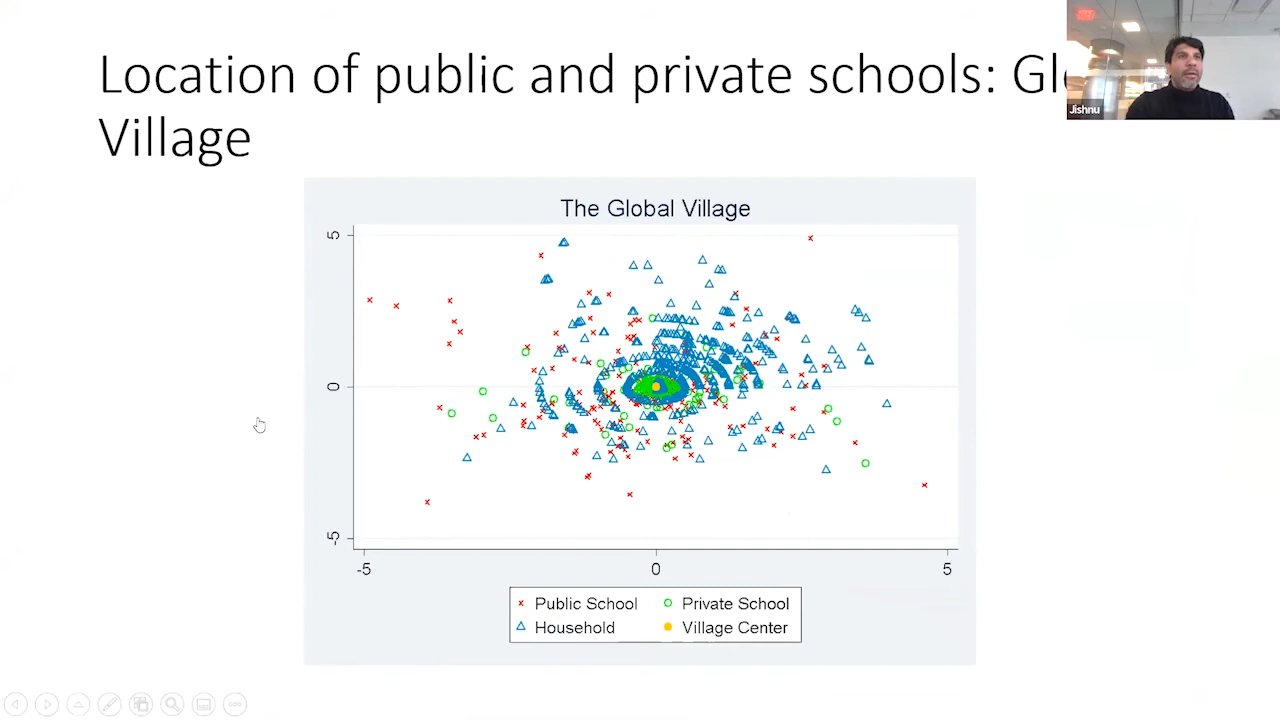 Location of public and private schools:
Village
Jishnu
The Global Village
5
0
-5
-5
0
5
Public School
Private School
Household
Village Center